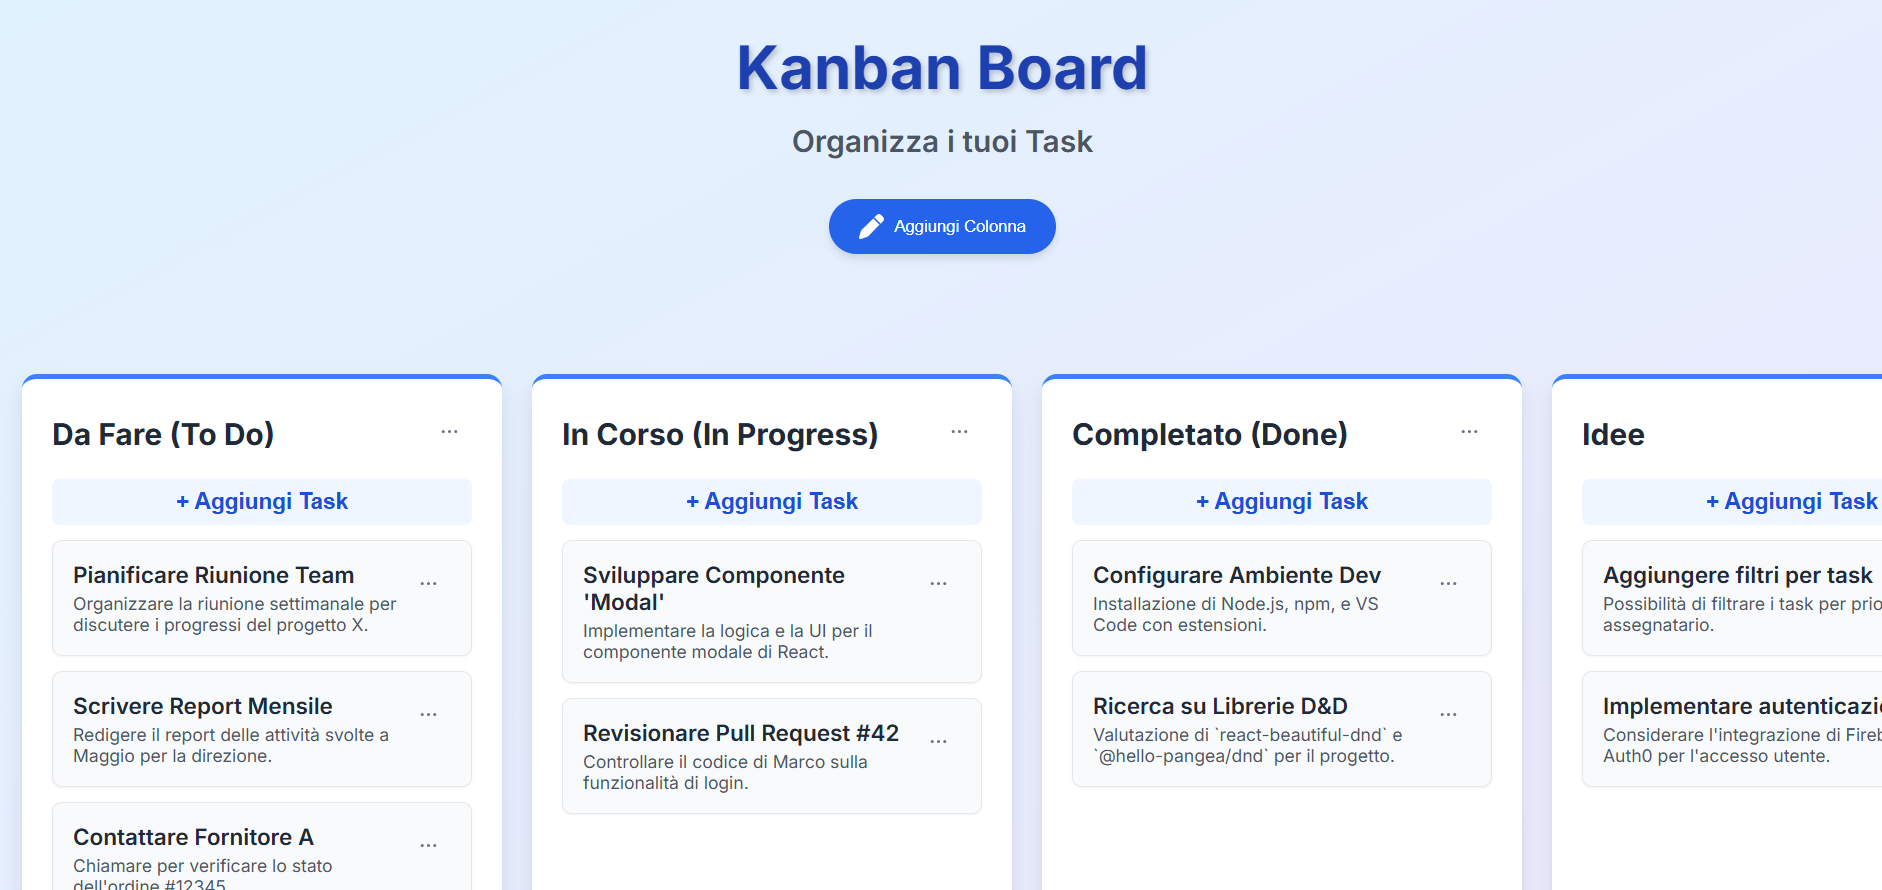 Kanban Board
Organizza i tuoi Task
Aggiungi Colonna
Da Fare (To Do)
+ Aggiungi Task
Pianificare Riunione Team
Organizzare la riunione settimanale per
discutere i progressi del progetto X.
Scrivere Report Mensile
Redigere il report delle attività svolte a
Maggio per la direzione.
Contattare Fornitore A
Chiamare per verificare lo stato
dell'ordine #12345.
In Corso (In Progress)
+ Aggiungi Task
Sviluppare Componente
'Modal'
Implementare la logica e la UI per il
componente modale di React.
Revisionare Pull Request #42
Controllare il codice di Marco sulla
funzionalità di login.
Completato (Done)
+ Aggiungi Task
Configurare Ambiente Dev
Installazione di Node.js, npm, e VS
Code con estensioni.
Ricerca su Librerie D&D
Valutazione di `react-beautiful-dnd` e
`@hello-pangea/dnd` per il progetto.
Idee
+ Aggiungi Task
Aggiungere filtri per task
Possibilità di filtrare i task per
assegnatario.
Implementare
Considerare l'integrazione di
Auth0 per l'accesso utente.